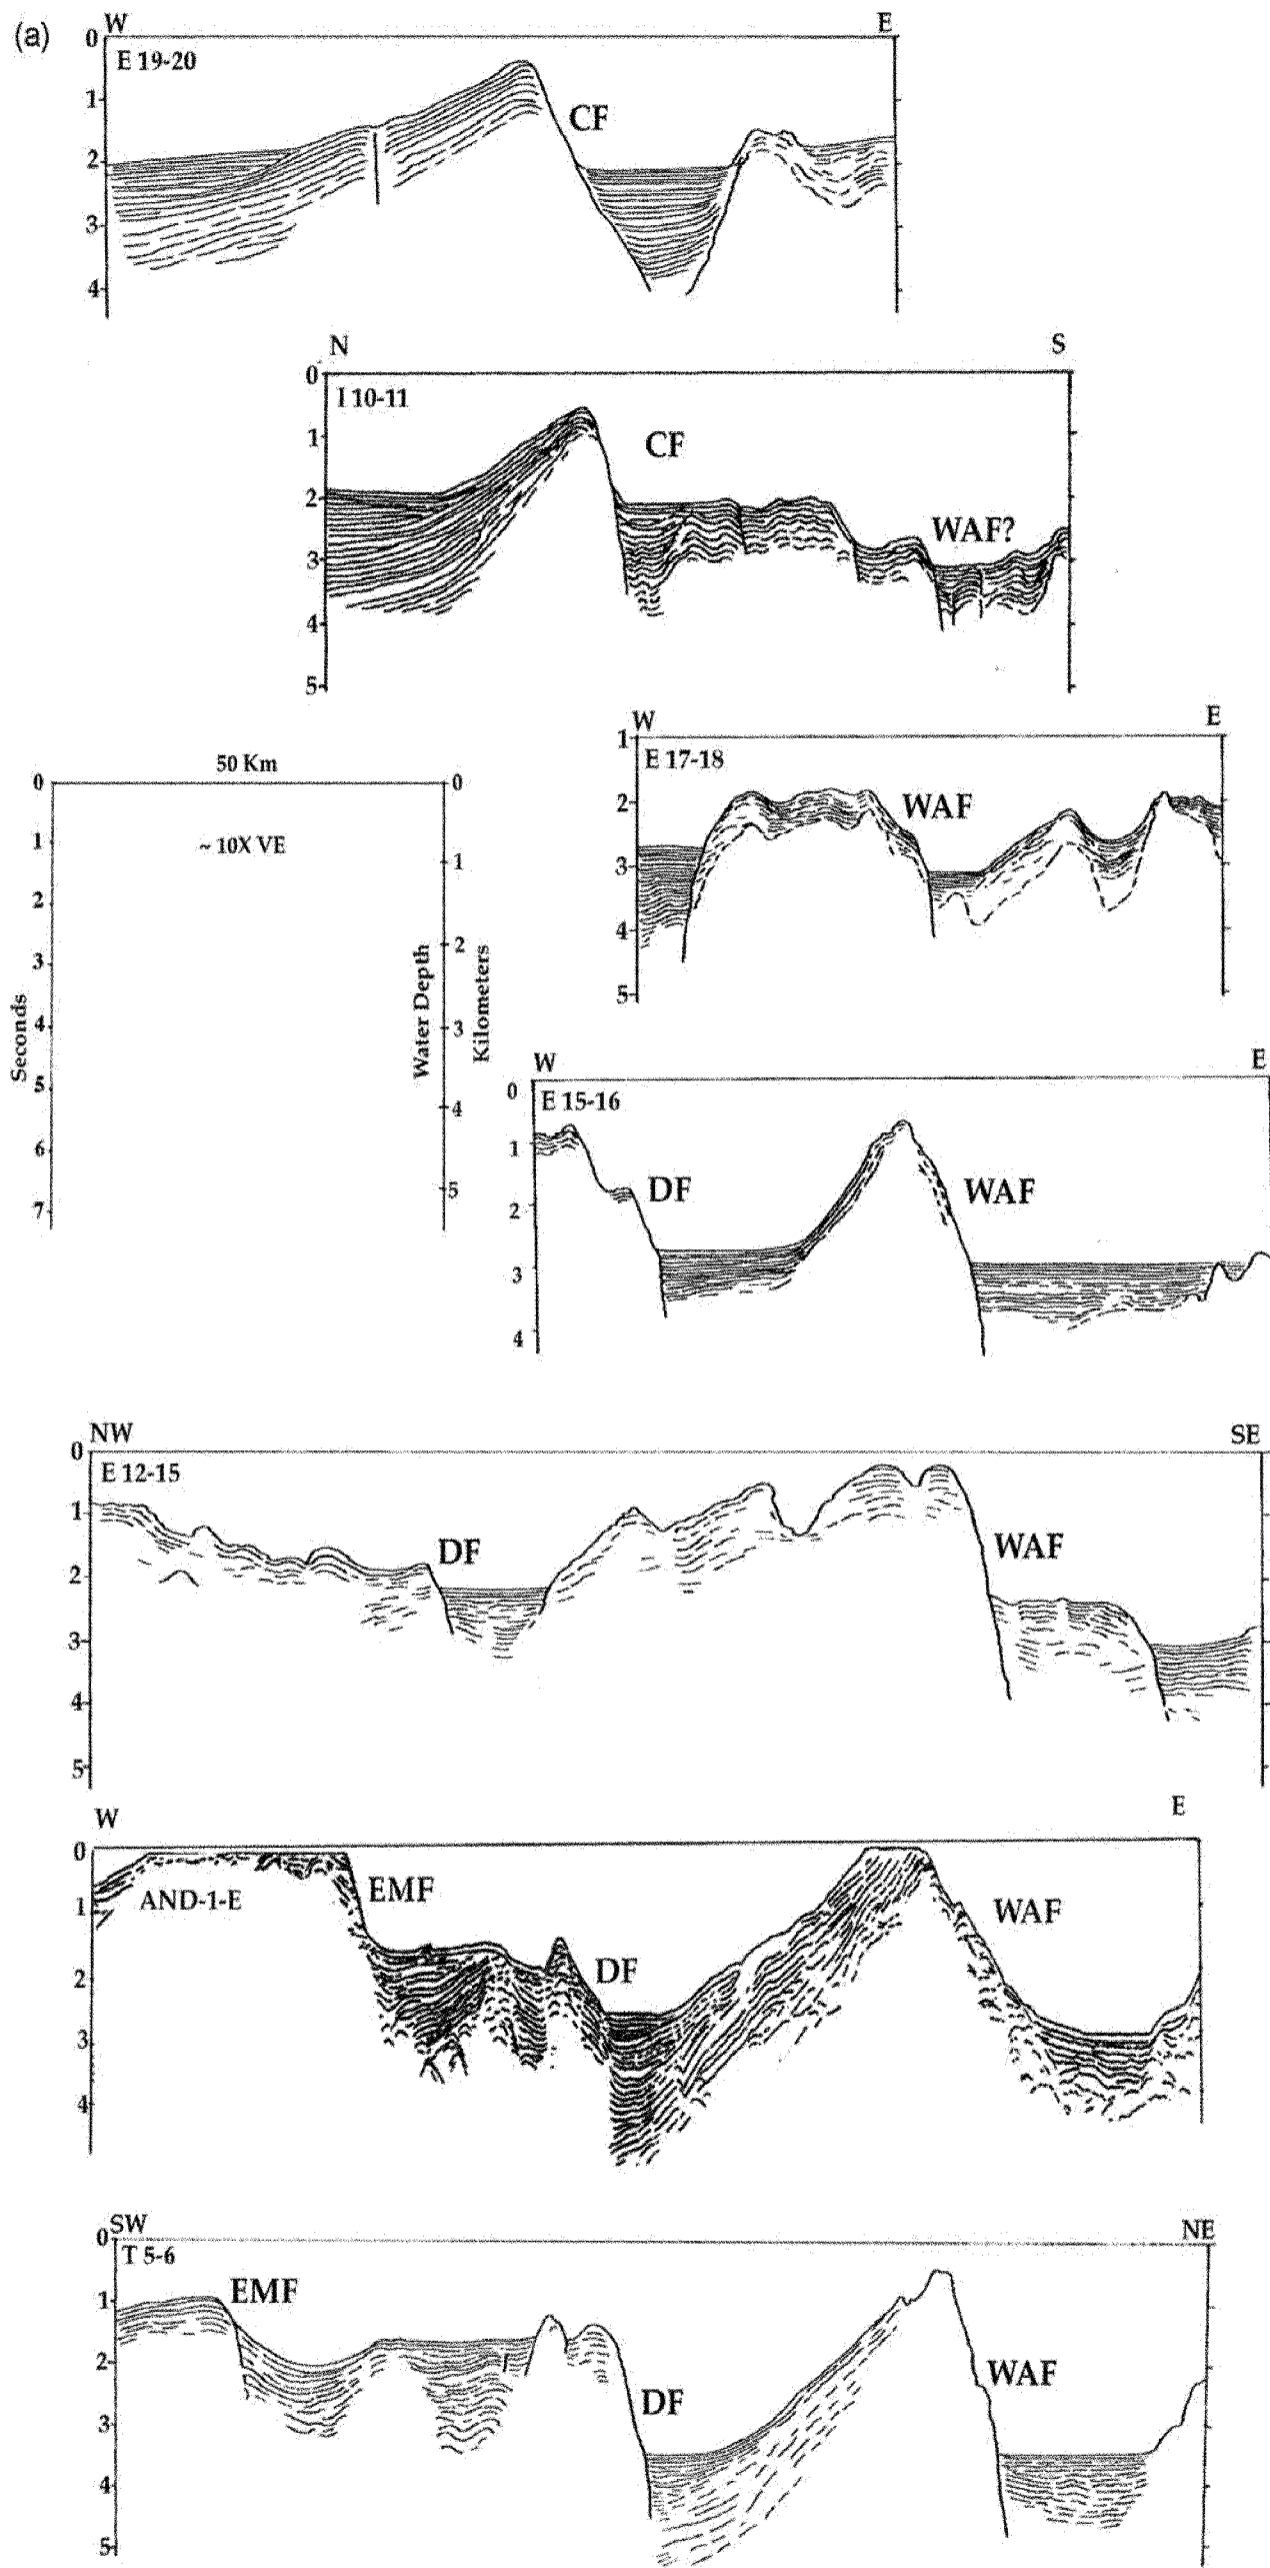 (a)
W E
0
E 19-20
1
CF
2
3
4
N S
0
I 10-11
1
CF
2
WAF?
3
4
5
W E
1
E 17-18
2
WAF
3
4
5
50 Km
0 0
~ 10X VE
1 1
2
2
3
3
4
5
4
6
5
7
Seconds
Water Depth
Kilometers
W E
0
E 15-16
1
DF WAF
2
3
4
NW SE
0
E 12-15
1
DF WAF
2
3
4
5
W E
0
AND-1-E EMF
1
WAF
DF
2
3
4
SW NE
0
T 5-6
EMF
1
2
WAF
DF
3
4
5